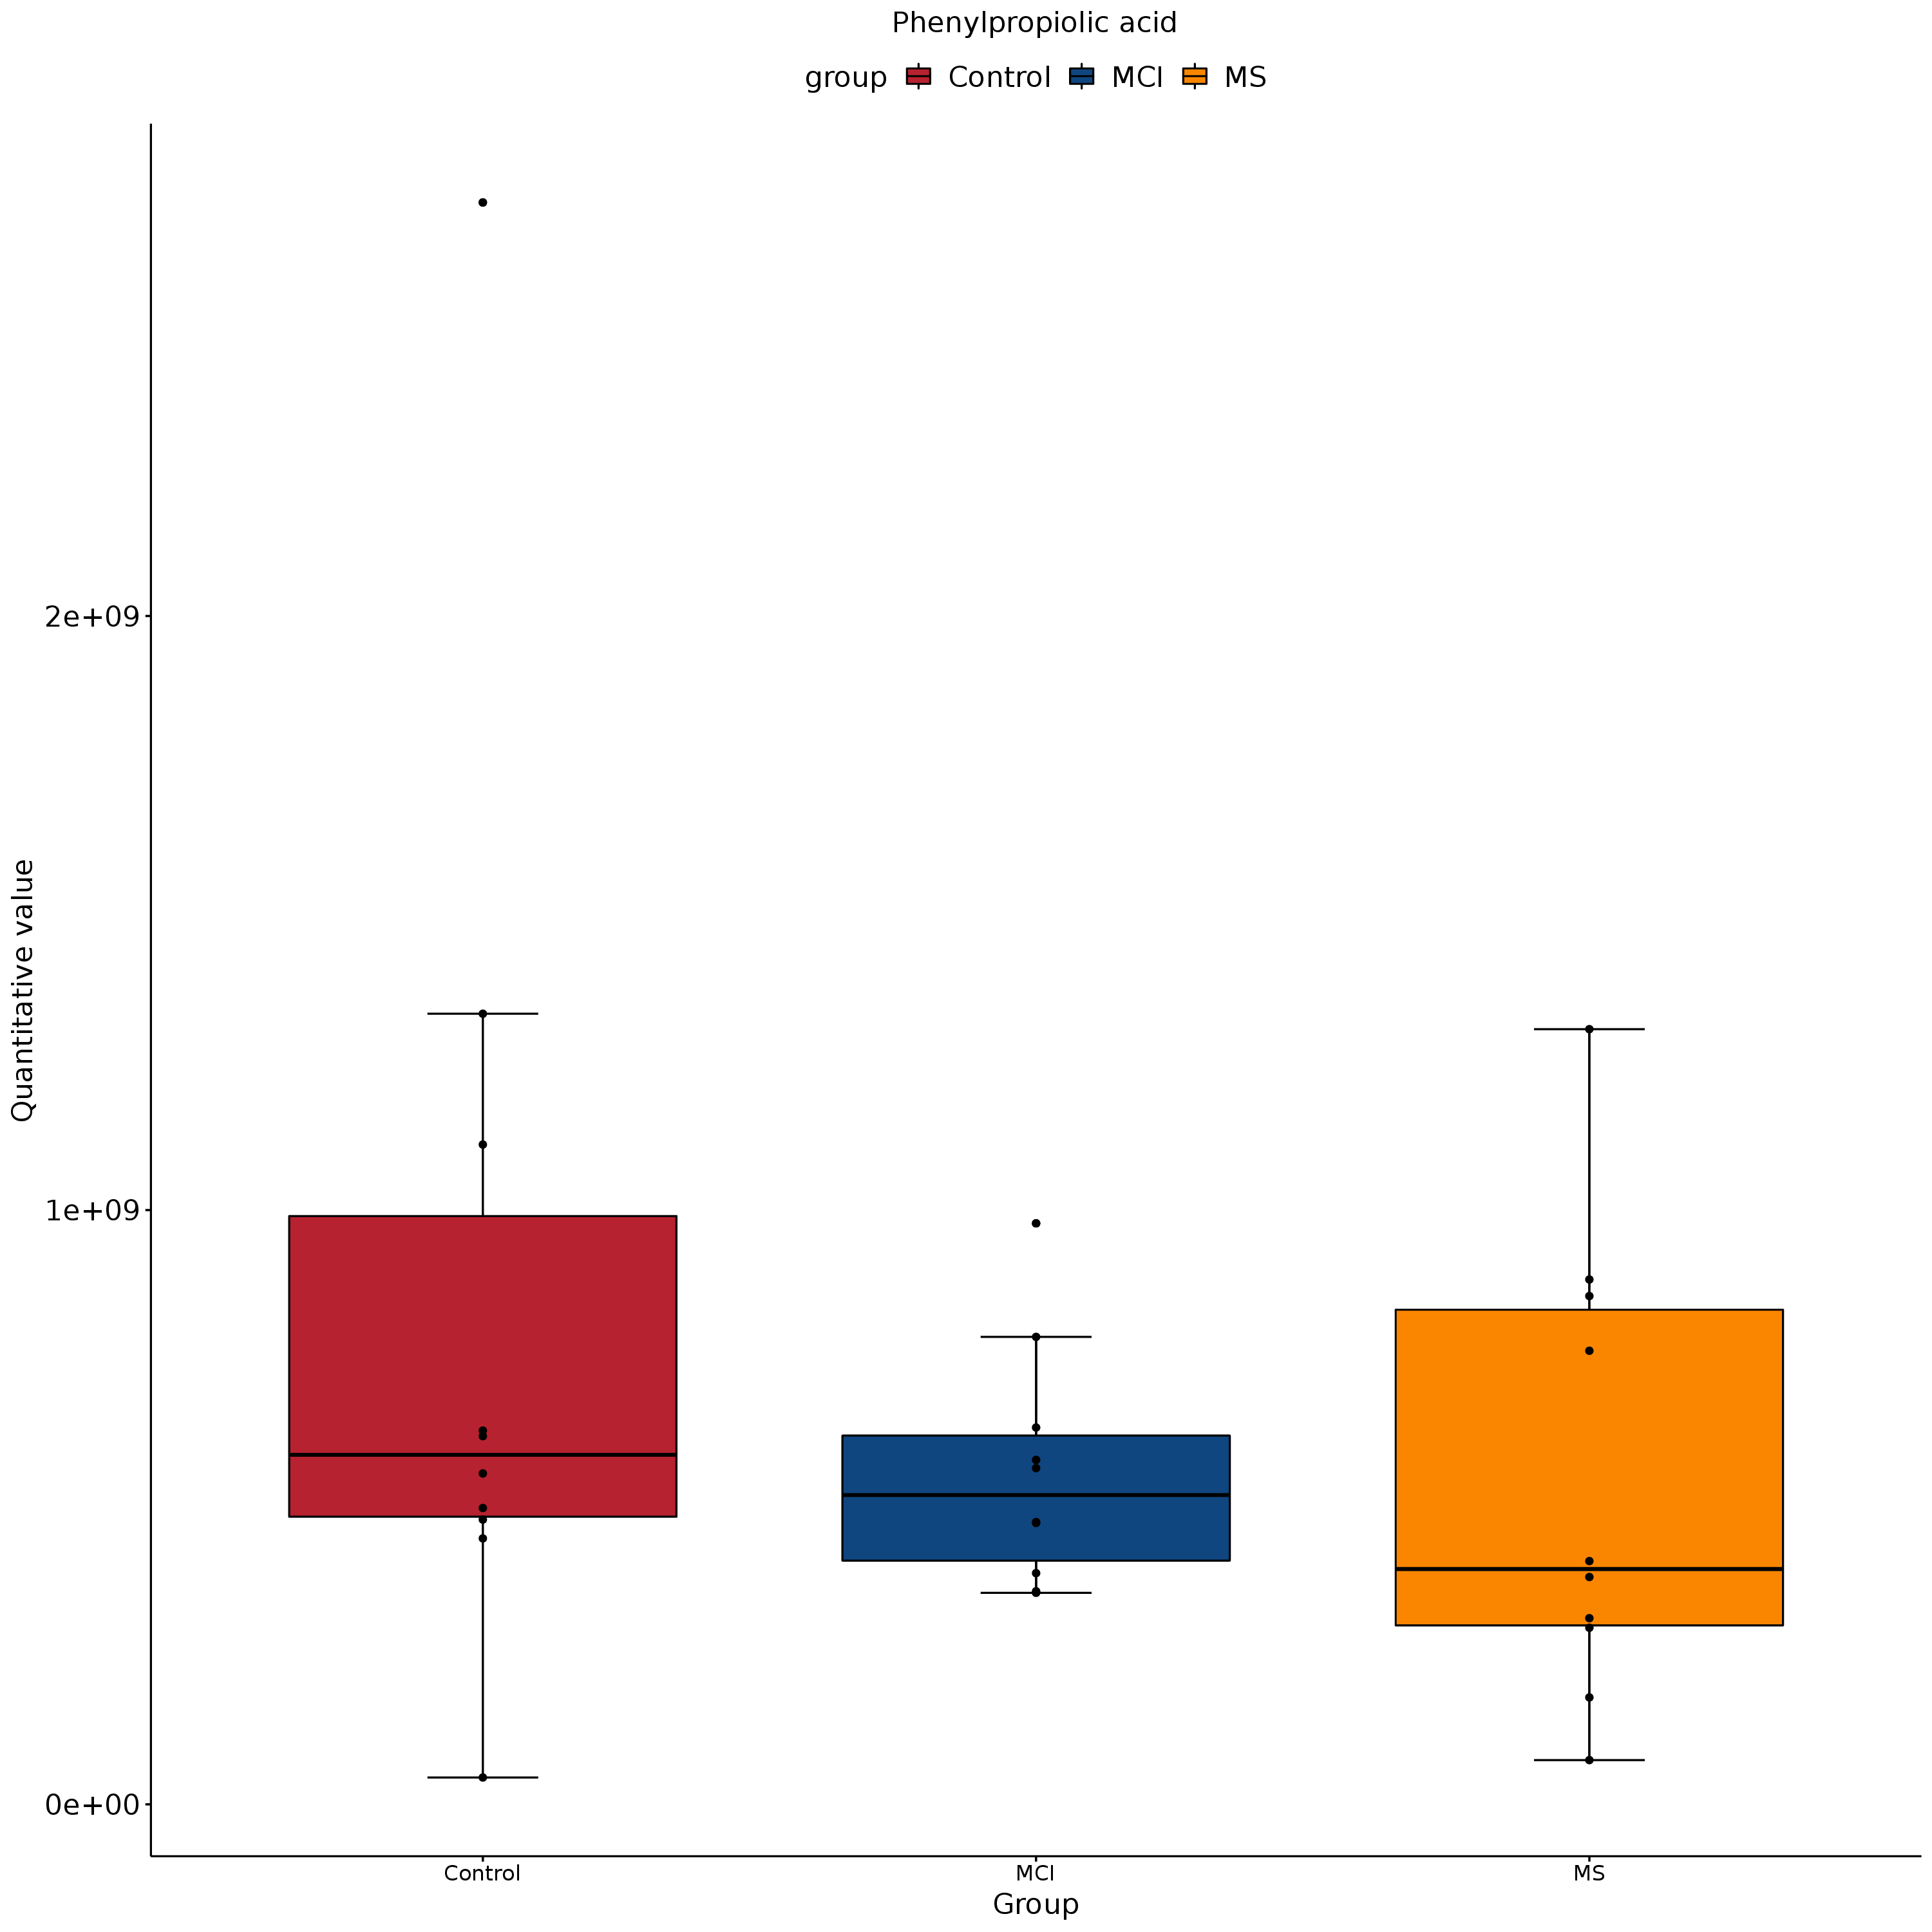 Phenylpropiolic acid
group Control MCI MS
Quantitative value
2e+09
1e+09
0e+00
Control MCI MS
Group